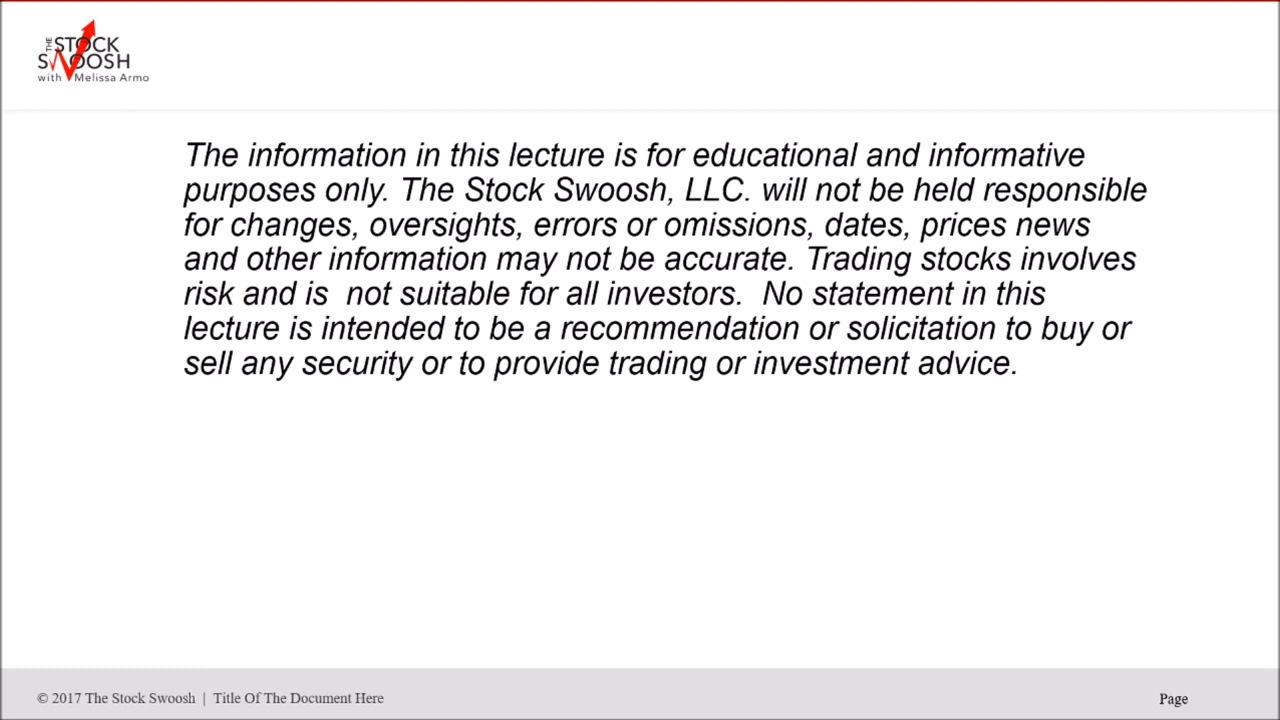 THE STOCK
SWOOSH
with Melissa Armo
The information in this lecture is for educational and informative
purposes only. The Stock Swoosh, LLC. will not be held responsible
for changes, oversights, errors or omissions, dates, prices news
and other information may not be accurate. Trading stocks involves
risk and is  not suitable for all investors.  No statement in this
lecture is intended to be a recommendation or solicitation to buy or
sell any security or to provide trading or investment advice.
© 2017 The Stock Swoosh | Title Of The Document Here
Page